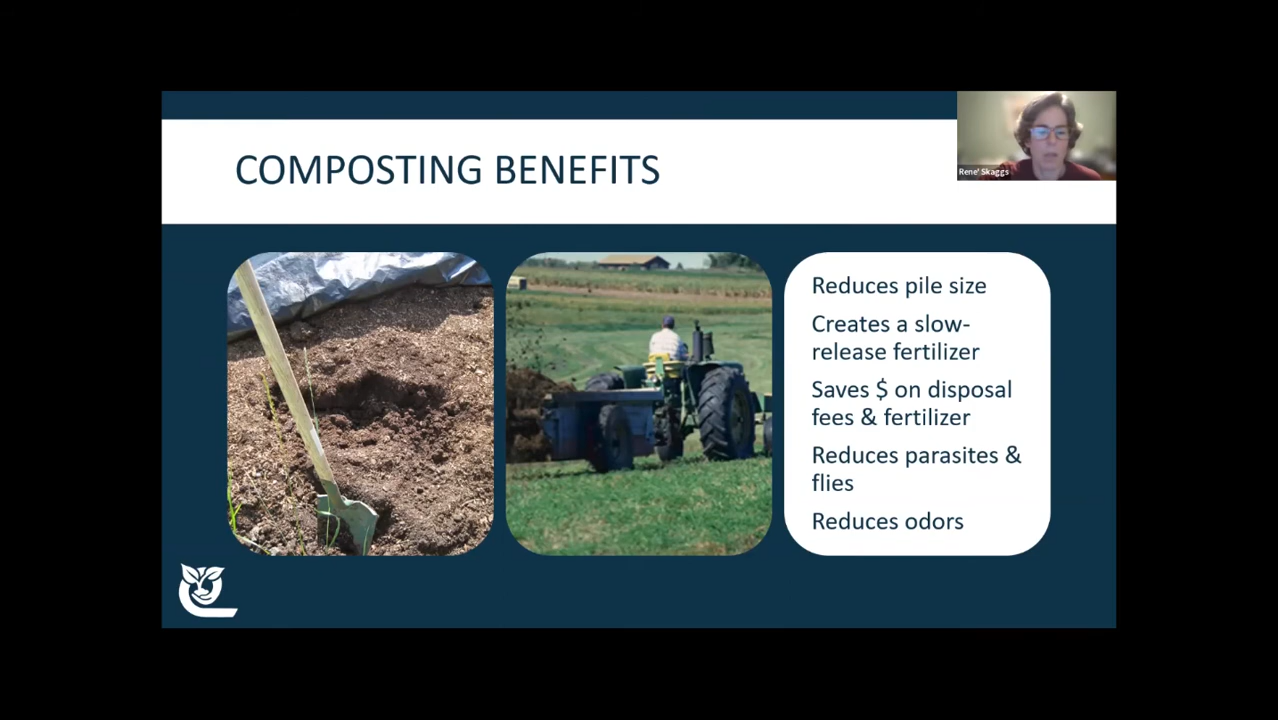 COMPOSTING BENEFITS
Rene' Skaggs
Reduces pile size
Creates a slow-
release fertilizer
Saves $ on disposal
fees & fertilizer
Reduces parasites &
flies
Reduces odors